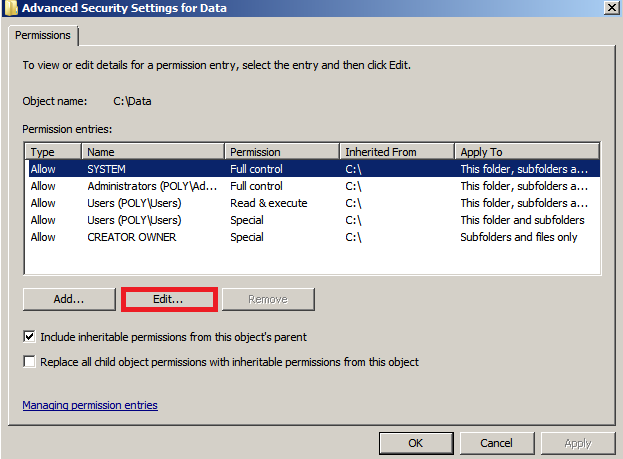 Advanced Security Settings for Data
Permissions
To view or edit details for a permission entry, select the entry and then click Edit.
Object name: C:\Data
Permission entries:
Type Name Permission Inherited From Apply To
Allow SYSTEM Full control C:\ This folder, subfolders a...
Allow Administrators (POLY\Ad... Full control C:\ This folder, subfolders a...
Allow Users (POLY\Users) Read & execute C:\ This folder, subfolders a...
Allow Users (POLY\Users) Special C:\ This folder and subfolders
Allow CREATOR OWNER Special C:\ Subfolders and files only
Add... Edit... Remove
Include inheritable permissions from this object's parent
Replace all child object permissions with inheritable permissions from this object
Managing permission entries
OK Cancel Apply